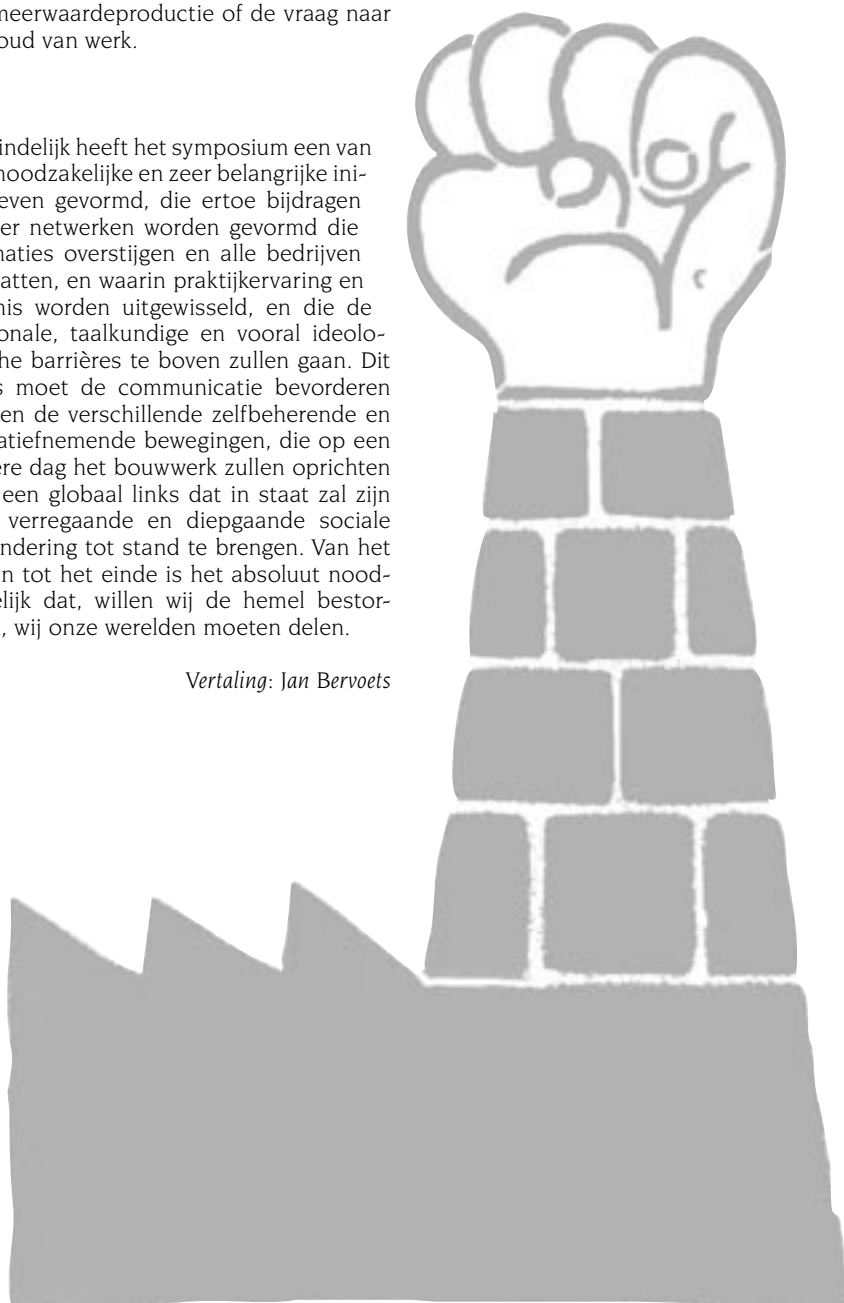 neerwaardeproductie of de vraag naar
oud van werk.
indelijk heeft het symposium een van
noodzakelijke en zeer belangrijke ini-
even gevormd, die ertoe bijdragen
er netwerken worden gevormd die
naties overstijgen en alle bedrijven
atten, en waarin praktijkervaring en
nis worden uitgewisseld, en die de
onale, taalkundige en vooral ideolo-
he barrières te boven zullen gaan. Dit
s moet de communicatie bevorderen
en de verschillende zelfbeherende en
atiefnemende bewegingen, die op een
ere dag het bouwwerk zullen oprichten
een globaal links dat in staat zal zijn
verregaande en diepgaande sociale
ndering tot stand te brengen. Van het
n tot het einde is het absoluut nood-
elijk dat, willen wij de hemel bestor-
, wij onze werelden moeten delen.
Vertaling: Jan Bervoets